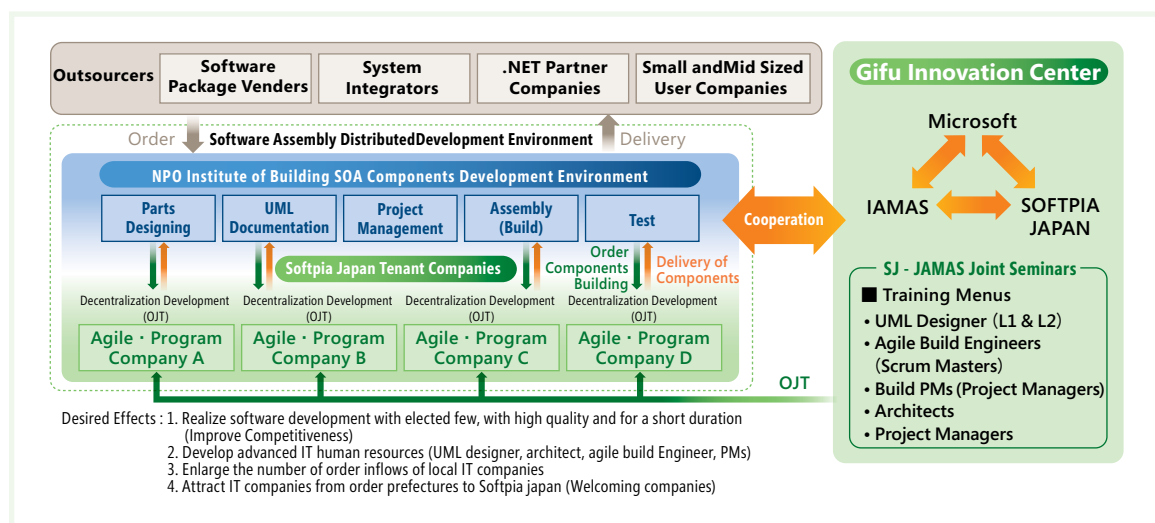 Outsourcers
Software
Package Venders
System
Integrators
.NET Partner
Companies
Small andMid Sized
User Companies
Order
Software Assembly DistributedDevelopment Environment
Delivery
NPO Institute of Building SOA Components Development Environment
Parts
Designing
UML
Documentation
Project
Management
Assembly
(Build)
Test
Softpia Japan Tenant Companies
Order
Components
Building
Delivery of
Components
Decentralization Development
(OJT)
Decentralization Development
(OJT)
Decentralization Development
(OJT)
Decentralization Development
(OJT)
Agile・Program
Company A
Agile・Program
Company B
Agile・Program
Company C
Agile・Program
Company D
Cooperation
OJT
Gifu Innovation Center
Microsoft
IAMAS
SOFTPIA
JAPAN
SJ - JAMAS Joint Seminars
■ Training Menus
• UML Designer（L1 & L2）
• Agile Build Engineers
（Scrum Masters）
• Build PMs (Project Managers)
• Architects
• Project Managers
Desired Effects : 1. Realize software development with elected few, with high quality and for a short duration
(Improve Competitiveness)
2. Develop advanced IT human resources (UML designer, architect, agile build Engineer, PMs)
3. Enlarge the number of order inflows of local IT companies
4. Attract IT companies from order prefectures to Softpia japan (Welcoming companies)